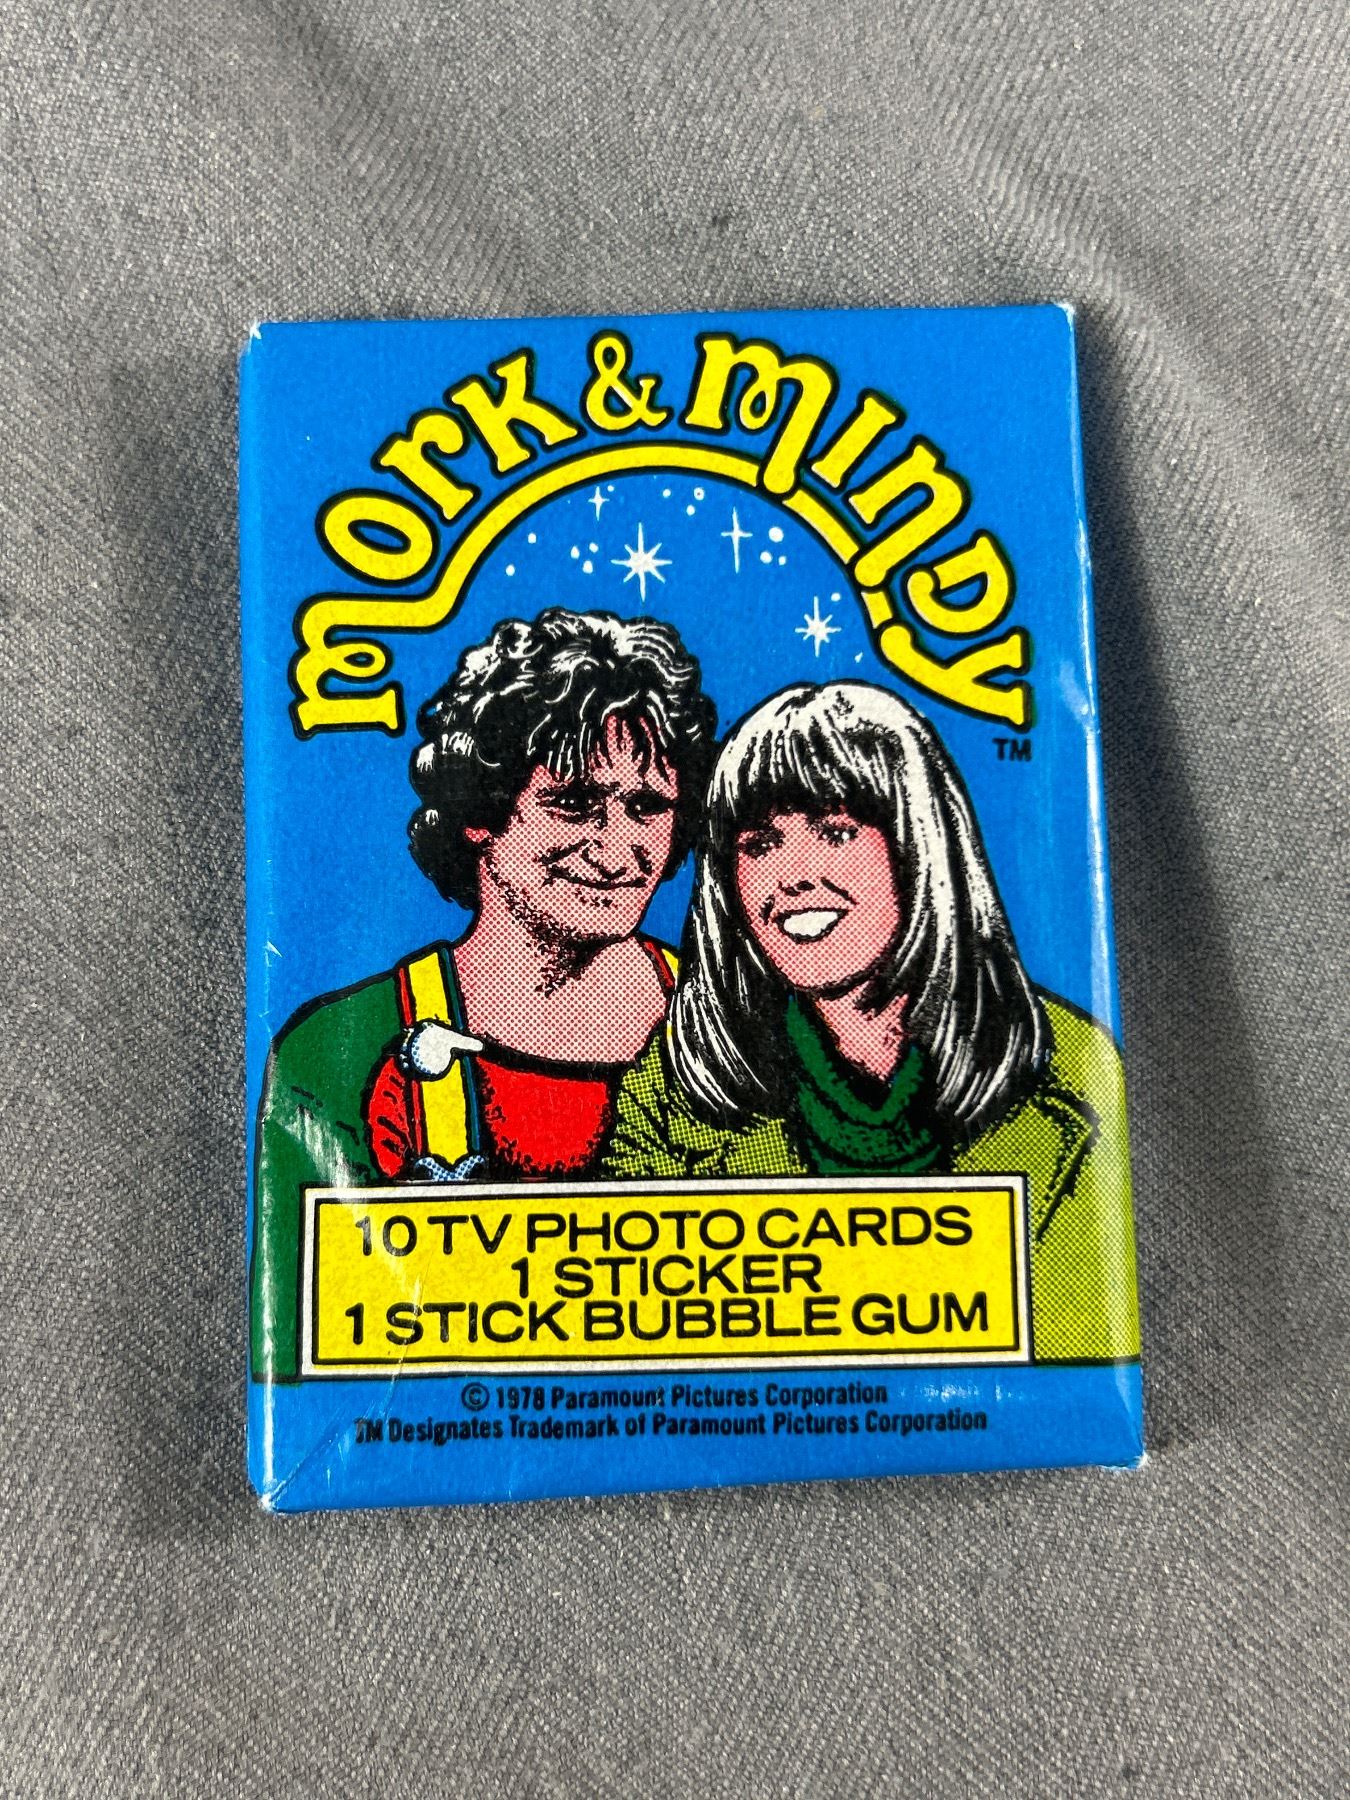 Mork & Mindy
TM
10 TV PHOTO CARDS
1 STICKER
1 STICK BUBBLE GUM
© 1978 Paramount Pictures Corporation
TM Designates Trademark of Paramount Pictures Corporation